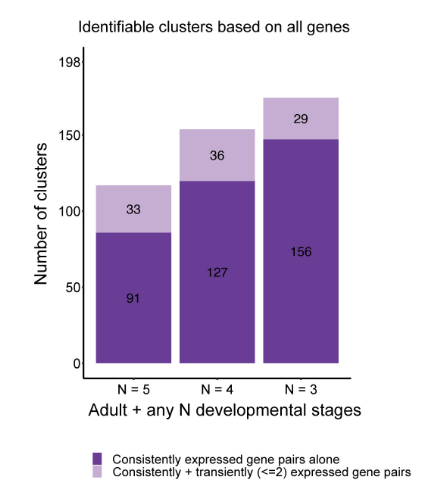 Identifiable clusters based on all genes
198
150
100
50
0
Number of clusters
33
91
36
127
29
156
N = 5 N = 4 N = 3
Adult + any N developmental stages
Consistently expressed gene pairs alone
Consistently + transiently (<=2) expressed gene pairs